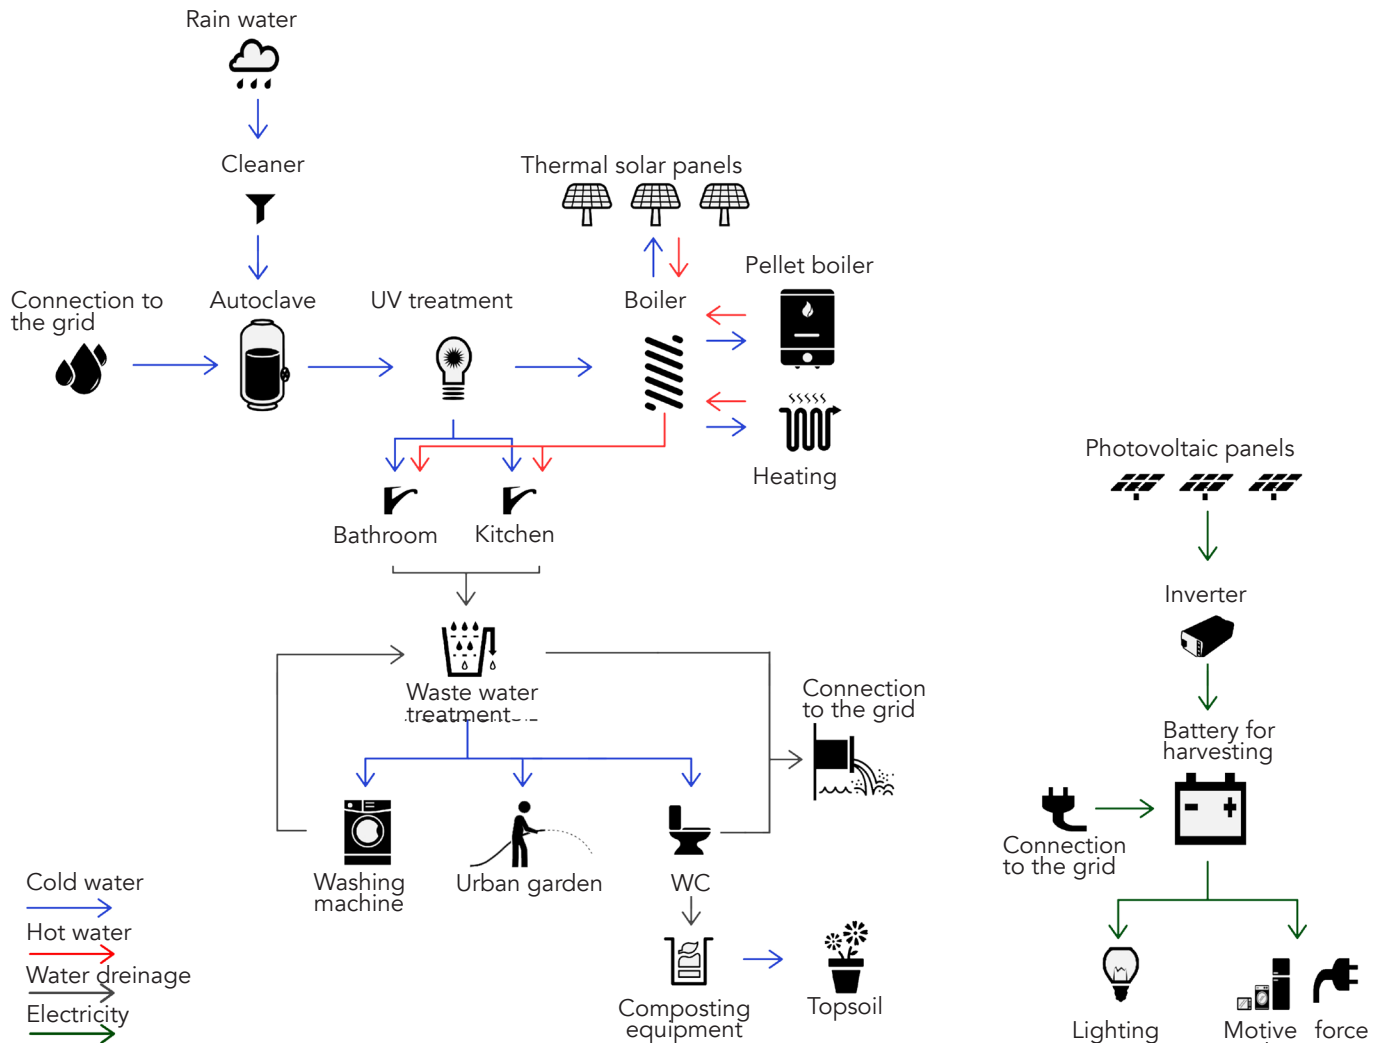 Rain water
Cleaner
Thermal solar panels
Pellet boiler
Connection to
the grid
Autoclave
UV treatment
Boiler
Heating
Photovoltaic panels
Bathroom
Kitchen
Inverter
Waste water
treatment
Connection
to the grid
Battery for
harvesting
Connection
to the grid
Washing
machine
Urban garden
WC
Cold water
Hot water
Water dreinage
Electricity
Composting
equipment
Topsoil
Lighting
Motive force